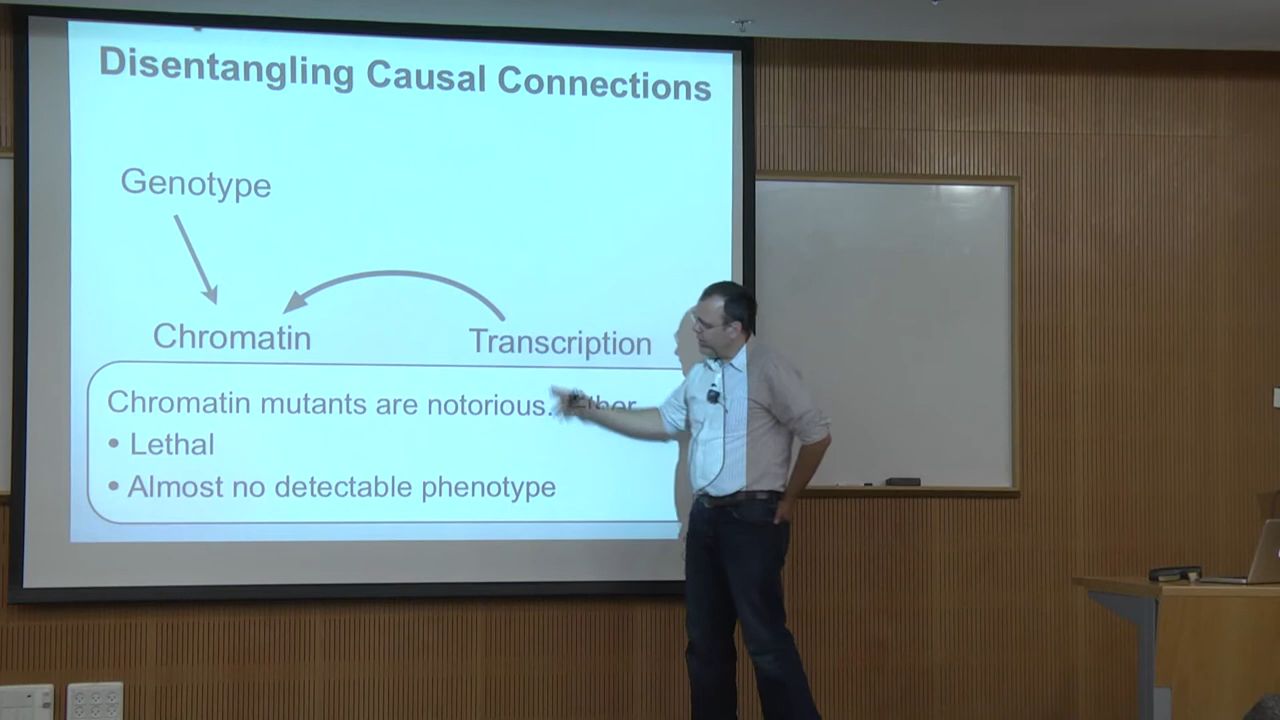 Disentangling Causal Connections
Genotype
Chromatin
Transcription
Chromatin mutants are notorious.
• Lethal
• Almost no detectable phenotype